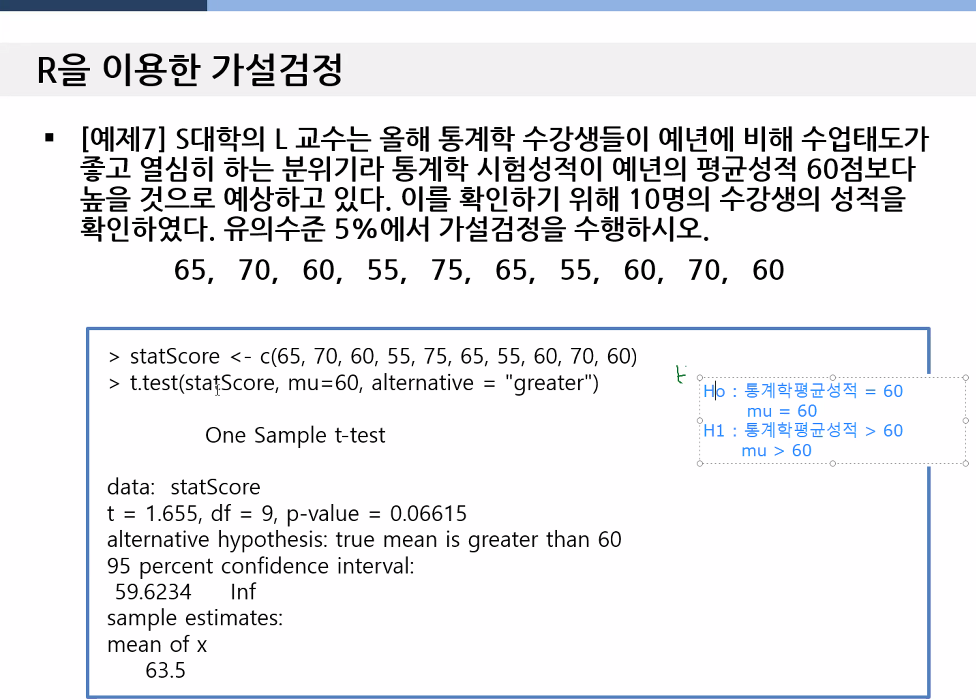 R을 이용한 가설검정
▪ [예제7] S대학의 L 교수는 올해 통계학 수강생들이 예년에 비해 수업태도가
좋고 열심히 하는 분위기라 통계학 시험성적이 예년의 평균성적 60점보다
높을 것으로 예상하고 있다. 이를 확인하기 위해 10명의 수강생의 성적을
확인하였다. 유의수준 5%에서 가설검정을 수행하시오.
65, 70, 60, 55, 75, 65, 55, 60, 70, 60
> statScore <- c(65, 70, 60, 55, 75, 65, 55, 60, 70, 60)
> t.test(statScore, mu=60, alternative = "greater")
t
Ho : 통계학평균성적 = 60
mu = 60
H1 : 통계학평균성적 > 60
mu > 60
One Sample t-test
data: statScore
t = 1.655, df = 9, p-value = 0.06615
alternative hypothesis: true mean is greater than 60
95 percent confidence interval:
59.6234 Inf
sample estimates:
mean of x
63.5